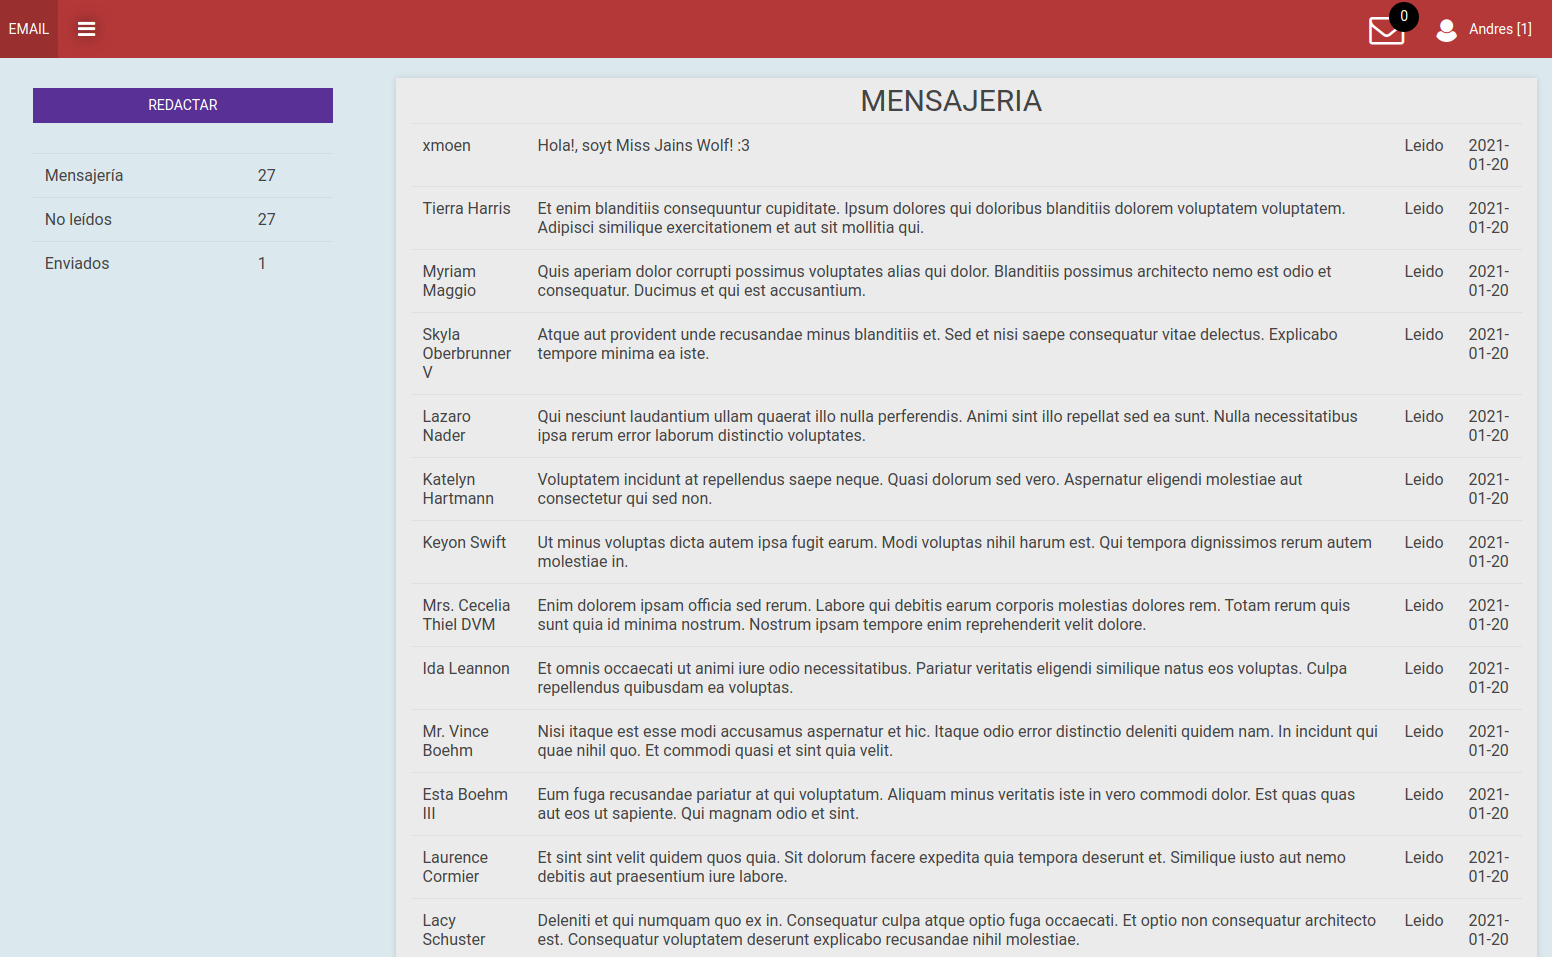 EMAIL
0
Andres [1]
REDACTAR
Mensajería 27
No leídos 27
Enviados 1
MENSAJERIA
xmoen Hola!, soyt Miss Jains Wolf! :3 Leido 2021-
01-20
Tierra Harris Et enim blanditiis consequuntur cupiditate. Ipsum dolores qui doloribus blanditiis dolorem voluptatem voluptatem. Leido 2021-
Adipisci similique exercitationem et aut sit mollitia qui. 01-20
Myriam Quis aperiam dolor corrupti possimus voluptates alias qui dolor. Blanditiis possimus architecto nemo est odio et Leido 2021-
Maggio consequatur. Ducimus et qui est accusantium. 01-20
Skyla Atque aut provident unde recusandae minus blanditiis et. Sed et nisi saepe consequatur vitae delectus. Explicabo Leido 2021-
Oberbrunner tempore minima ea iste. 01-20
V
Lazaro Qui nesciunt laudantium ullam quaerat illo nulla perferendis. Animi sint illo repellat sed ea sunt. Nulla necessitatibus Leido 2021-
Nader ipsa rerum error laborum distinctio voluptates. 01-20
Katelyn Voluptatem incidunt at repellendus saepe neque. Quasi dolorum sed vero. Aspernatur eligendi molestiae aut Leido 2021-
Hartmann consectetur qui sed non. 01-20
Keyon Swift Ut minus voluptas dicta autem ipsa fugit earum. Modi voluptas nihil harum est. Qui tempora dignissimos rerum autem Leido 2021-
molestiae in. 01-20
Mrs. Cecelia Enim dolorem ipsam officia sed rerum. Labore qui debitis earum corporis molestias dolores rem. Totam rerum quis Leido 2021-
Thiel DVM sunt quia id minima nostrum. Nostrum ipsam tempore enim reprehenderit velit dolore. 01-20
Ida Leannon Et omnis occaecati ut animi iure odio necessitatibus. Pariatur veritatis eligendi similique natus eos voluptas. Culpa Leido 2021-
repellendus quibusdam ea voluptas. 01-20
Mr. Vince Nisi itaque est esse modi accusamus aspernatur et hic. Itaque odio error distinctio deleniti quidem nam. In incidunt qui Leido 2021-
Boehm quae nihil quo. Et commodi quasi et sint quia velit. 01-20
Esta Boehm Eum fuga recusandae pariatur at qui voluptatum. Aliquam minus veritatis iste in vero commodi dolor. Est quas quas Leido 2021-
III aut eos ut sapiente. Qui magnam odio et sint. 01-20
Laurence Et sint sint velit quidem quos quia. Sit dolorum facere expedita quia tempora deserunt et. Similique iusto aut nemo Leido 2021-
Cormier debitis aut praesentium iure labore. 01-20
Lacy Deleniti et qui numquam quo ex in. Consequatur culpa atque optio fuga occaecati. Et optio non consequatur architecto Leido 2021-
Schuster est. Consequatur voluptatem deserunt explicabo recusandae nihil molestiae. 01-20